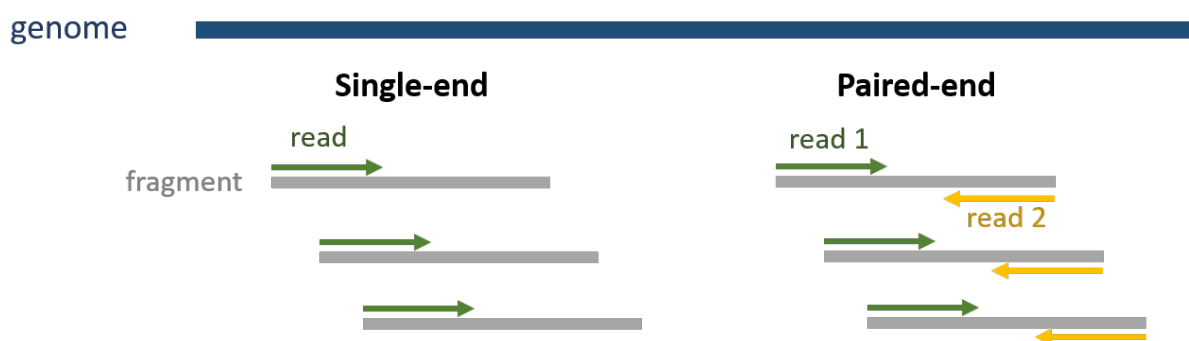 genome
Single-end
Paired-end
read
read 1
fragment
read 2